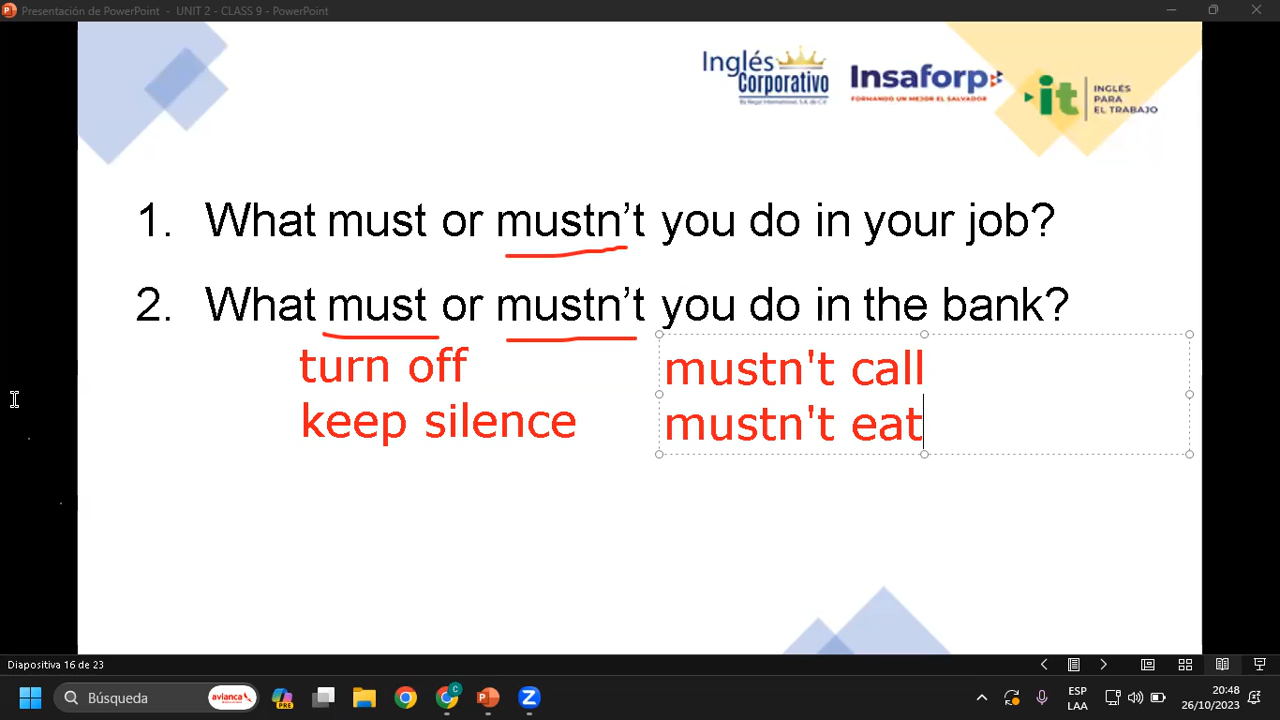 Presentación de PowerPoint - UNIT 2 - CLASS 9 - PowerPoint
Inglés
Corporativo
Insaforp
FORMANDO UN MEJOR EL SALVADOR
it
INGLÉS
PARA
EL TRABAJO
1. What must or mustn’t you do in your job?
2. What must or mustn’t you do in the bank?
turn off
keep silence
mustn't call
mustn't eat
Diapositiva 16 de 23
Búsqueda
avianca
PRE
C
ESP
LAA
20:48
26/10/2023